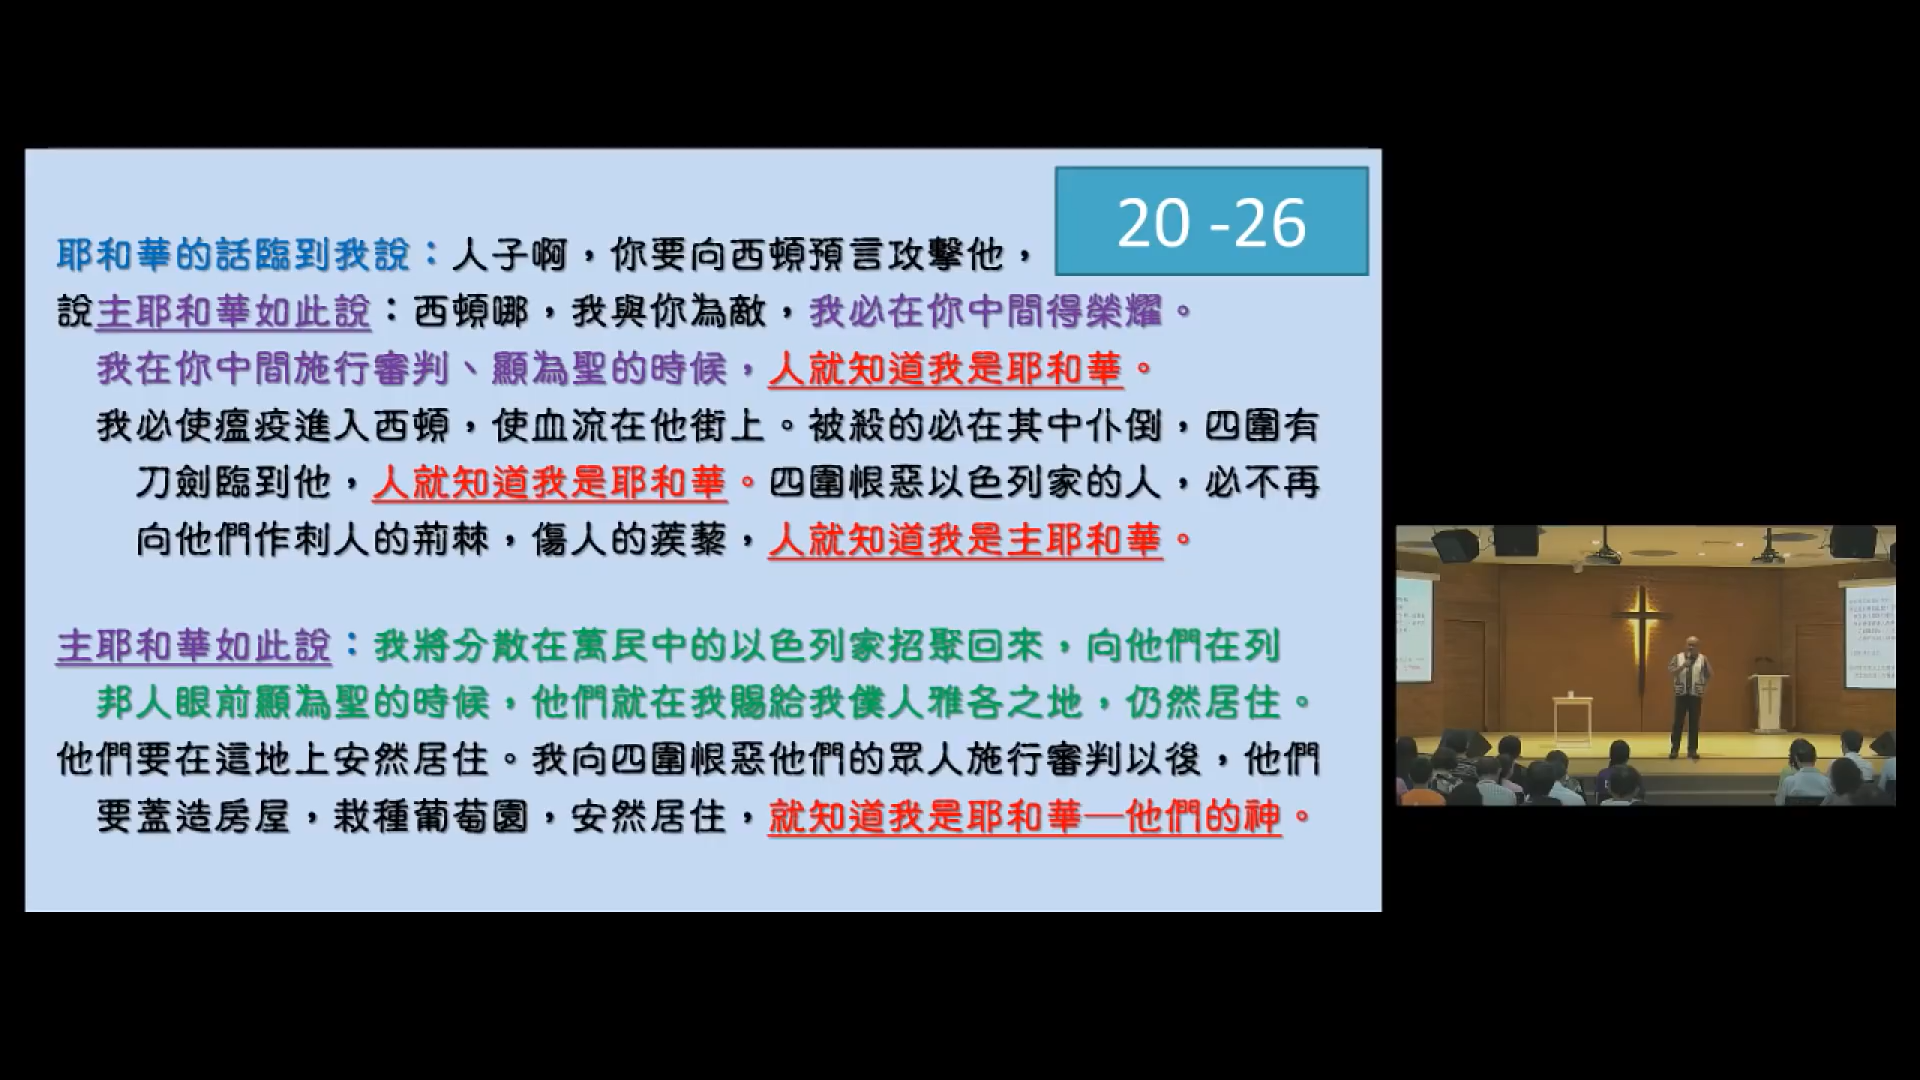 20 -26
耶和華的話臨到我說：人子啊，你要向西頓預言攻擊他，
說主耶和華如此說：西頓哪，我與你為敵，我必在你中間得榮耀。
我在你中間施行審判、顯為聖的時候，人就知道我是耶和華。
我必使瘟疫進入西頓，使血流在他街上。被殺的必在其中仆倒，四圍有
刀劍臨到他，人就知道我是耶和華。四圍恨惡以色列家的人，必不再
向他們作刺人的荊棘，傷人的蒺藜，人就知道我是主耶和華。
主耶和華如此說：我將分散在萬民中的以色列家招聚回來，向他們在列
邦人眼前顯為聖的時候，他們就在我賜給我僕人雅各之地，仍然居住。
他們要在這地上安然居住。我向四圍恨惡他們的眾人施行審判以後，他們
要蓋造房屋，栽種葡萄園，安然居住，就知道我是耶和華—他們的神。